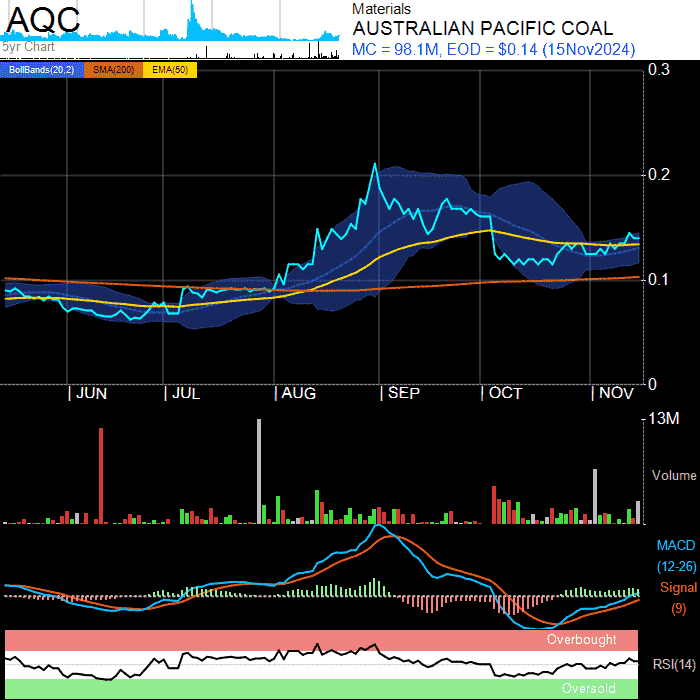 AQC
5yr Chart
Materials
AUSTRALIAN PACIFIC COAL
MC = 98.1M, EOD = $0.14 (15Nov2024)
BollBands(20,2) SMA(200) EMA(50)
0.3
0.2
0.1
0
| JUN | JUL | AUG | SEP | OCT | NOV
13M
Volume
MACD
(12-26)
Signal
(9)
Overbought
RSI(14)
Oversold